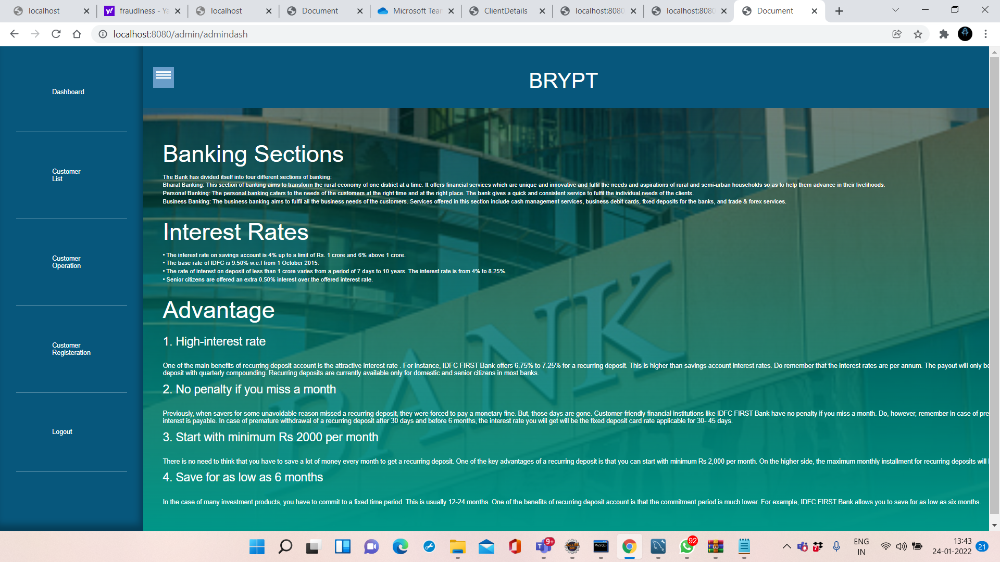 localhost
fraudlness - Ya
localhost
Document
Microsoft Tear
ClientDetails
localhost:8080
localhost:8080
Document
localhost:8080/admin/admindash
Dashboard
Customer
List
Customer
Operation
Customer
Registeration
Logout
BRYPT
Banking Sections
The Bank has divided itself into four different sections of banking:
Bharat Banking: This section of banking aims to transform the rural economy of one district at a time. It offers financial services which are unique and innovative and fulfil the needs and aspirations of rural and semi-urban households so as to help them advance in their livelihoods.
Personal Banking: The personal banking caters to the needs of the customers at the right time and at the right place. The bank gives a quick and consistent service to fulfil the individual needs of the clients.
Business Banking: The business banking aims to fulfil all the business needs of the customers. Services offered in this section include cash management services, business debit cards, fixed deposits for the banks, and trade & forex services.
Interest Rates
• The interest rate on savings account is 4% up to a limit of Rs. 1 crore and 6% above 1 crore.
• The base rate of IDFC is 9.50% w.e.f from 1 October 2015.
• The rate of interest on deposit of less than 1 crore varies from a period of 7 days to 10 years. The interest rate is from 4% to 8.25%.
• Senior citizens are offered an extra 0.50% interest over the offered interest rate.
Advantage
1. High-interest rate
One of the main benefits of recurring deposit account is the attractive interest rate . For instance, IDFC FIRST Bank offers 6.75% to 7.25% for a recurring deposit. This is higher than savings account interest rates. Do remember that the interest rates are per annum. The payout will only be
deposit with quarterly compounding. Recurring deposits are currently available only for domestic and senior citizens in most banks.
2. No penalty if you miss a month
Previously, when savers for some unavoidable reason missed a recurring deposit, they were forced to pay a monetary fine. But, those days are gone. Customer-friendly financial institutions like IDFC FIRST Bank have no penalty if you miss a month. Do, however, remember in case of pre
interest is payable. In case of premature withdrawal of a recurring deposit after 30 days and before 6 months, the interest rate you will get will be the fixed deposit card rate applicable for 30- 45 days.
3. Start with minimum Rs 2000 per month
There is no need to think that you have to save a lot of money every month to get a recurring deposit. One of the key advantages of a recurring deposit is that you can start with minimum Rs 2,000 per month. On the higher side, the maximum monthly installment for recurring deposits will
4. Save for as low as 6 months
In the case of many investment products, you have to commit to a fixed time period. This is usually 12-24 months. One of the benefits of recurring deposit account is that the commitment period is much lower. For example, IDFC FIRST Bank allows you to save for as low as six months.
BANK
9+
92
7
ENG
IN
13:43
24-01-2022
21